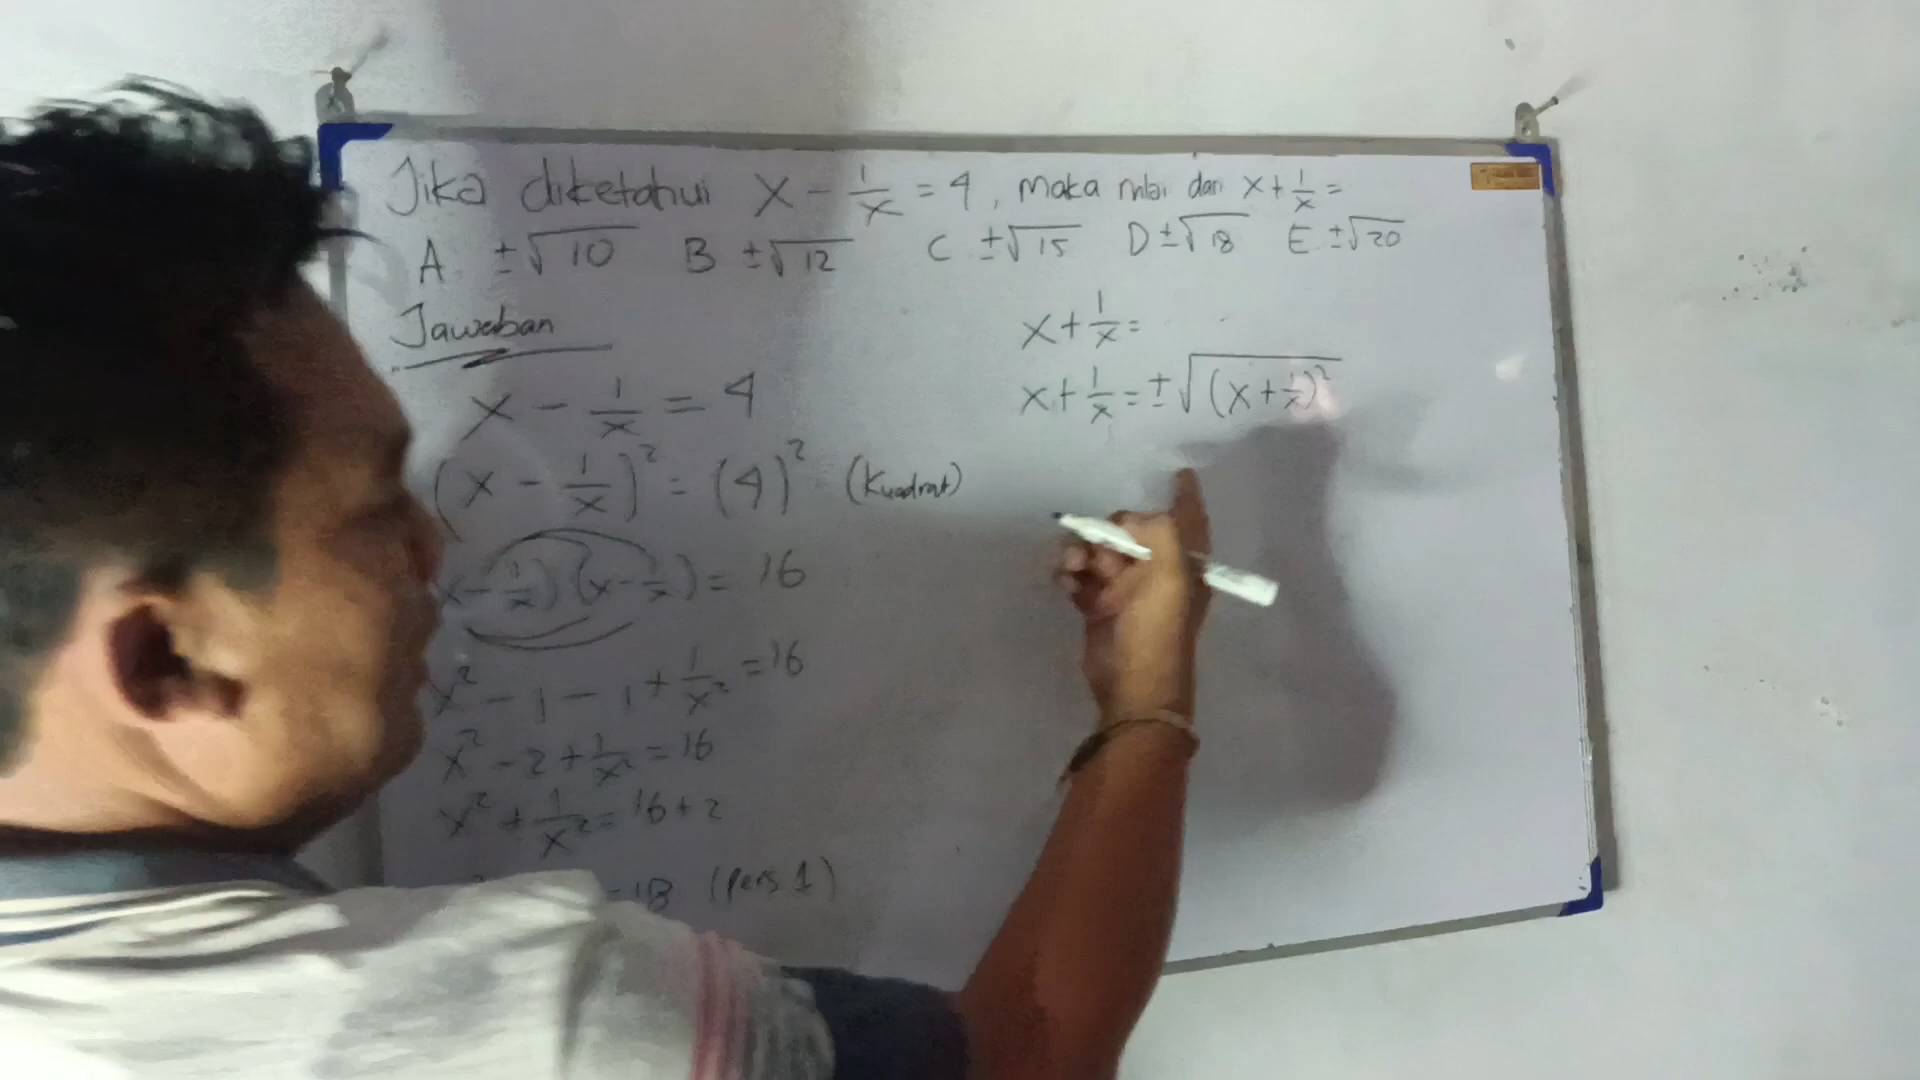 Jika diketahui x - 1/x = 4, maka nilai dari x + 1/x =
A ±√10 B ±√12 C ±√15 D ±√18 E ±√20
Jawaban
x - 1/x = 4
(x - 1/x)² = (4)² (Kuadrat)
x - 1/x) (x - 1/x) = 16
x² - 1 - 1 + 1/x² = 16
x² - 2 + 1/x² = 16
x² + 1/x² = 16 + 2
= 18 (Pers 1)
x + 1/x =
x + 1/x = ±√(x + 1/x)²